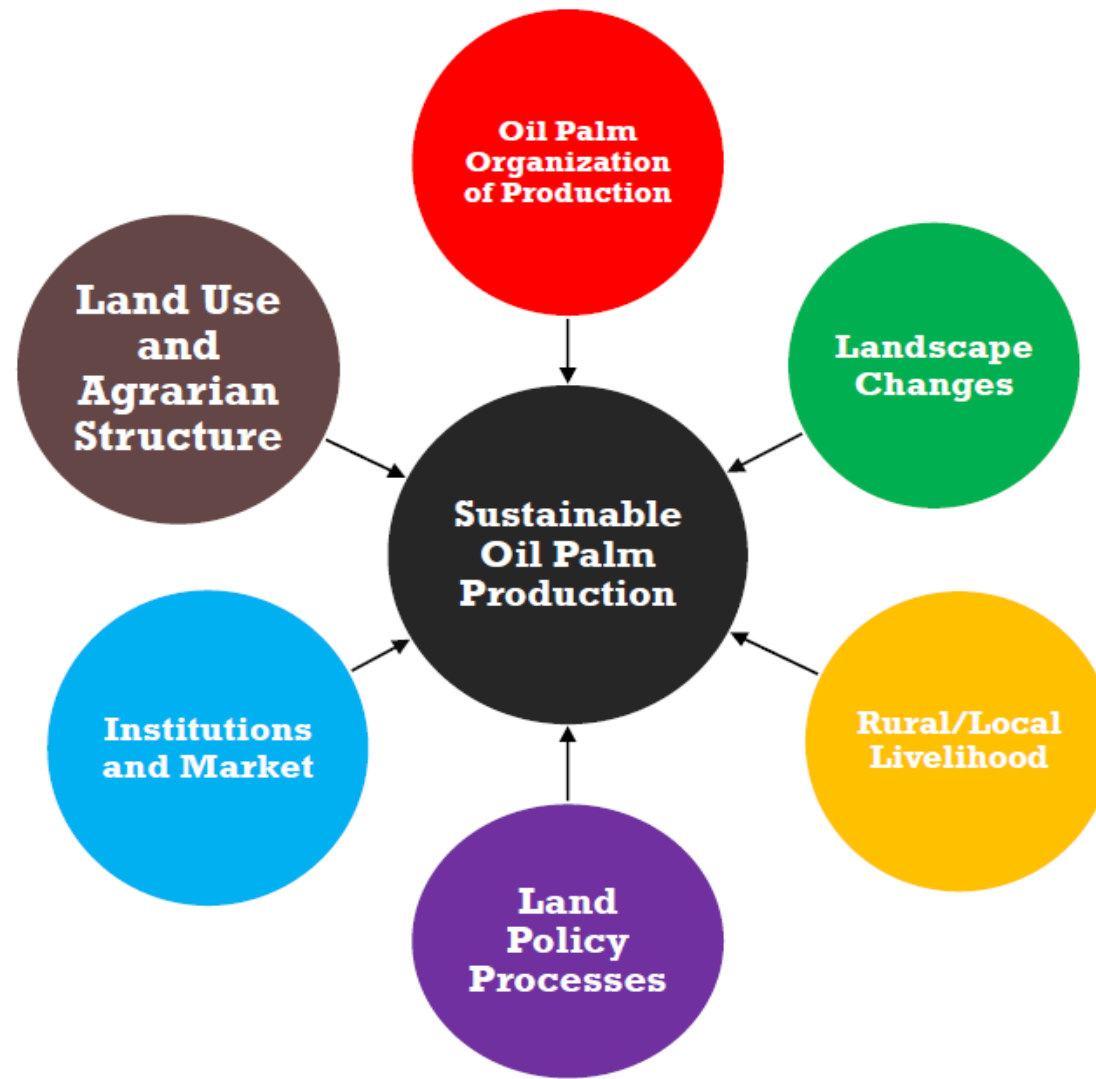 Oil Palm
Organization
of Production
Land Use
and
Agrarian
Structure
Landscape
Changes
Sustainable
Oil Palm
Production
Institutions
and Market
Rural/Local
Livelihood
Land
Policy
Processes